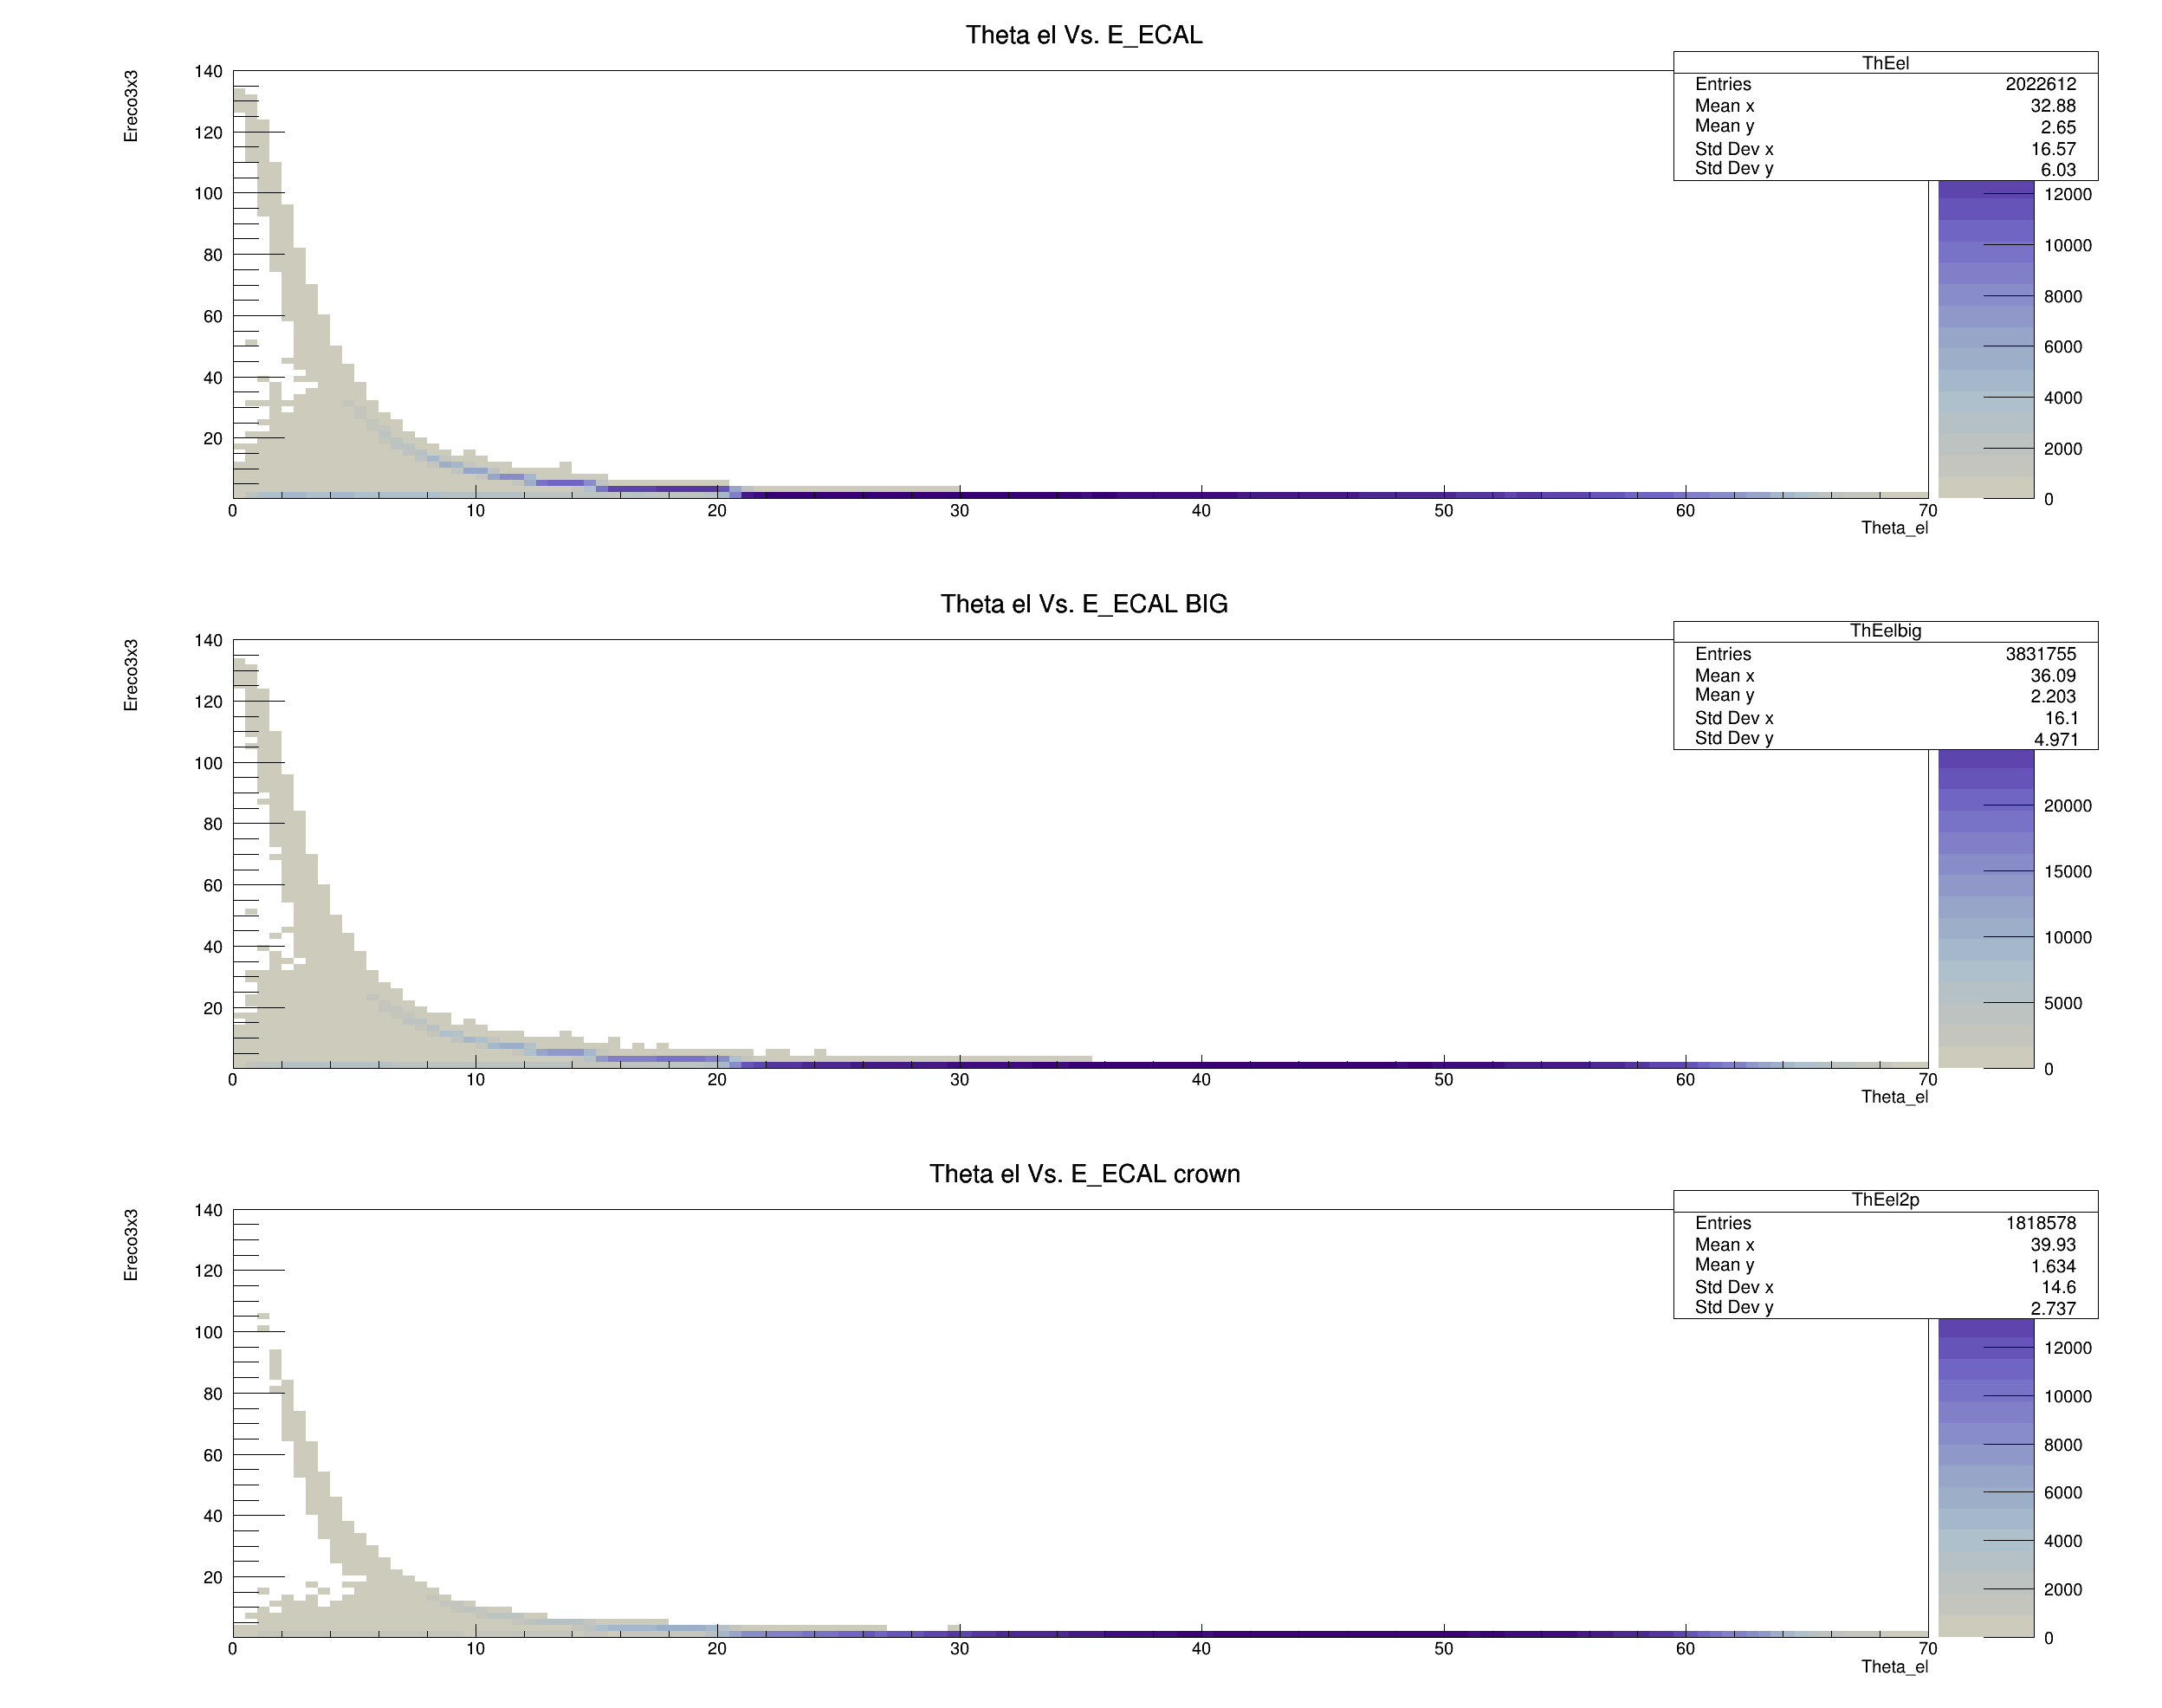 Theta el Vs. E_ECAL
Ereco3x3
140
120
100
80
60
40
20
0 10 20 30 40 50 60 70
Theta_el
ThEel
Entries 2022612
Mean x 32.88
Mean y 2.65
Std Dev x 16.57
Std Dev y 6.03
12000
10000
8000
6000
4000
2000
0
Theta el Vs. E_ECAL BIG
Ereco3x3
140
120
100
80
60
40
20
0 10 20 30 40 50 60 70
Theta_el
ThEelbig
Entries 3831755
Mean x 36.09
Mean y 2.203
Std Dev x 16.1
Std Dev y 4.971
20000
15000
10000
5000
0
Theta el Vs. E_ECAL crown
Ereco3x3
140
120
100
80
60
40
20
0 10 20 30 40 50 60 70
Theta_el
ThEel2p
Entries 1818578
Mean x 39.93
Mean y 1.634
Std Dev x 14.6
Std Dev y 2.737
12000
10000
8000
6000
4000
2000
0